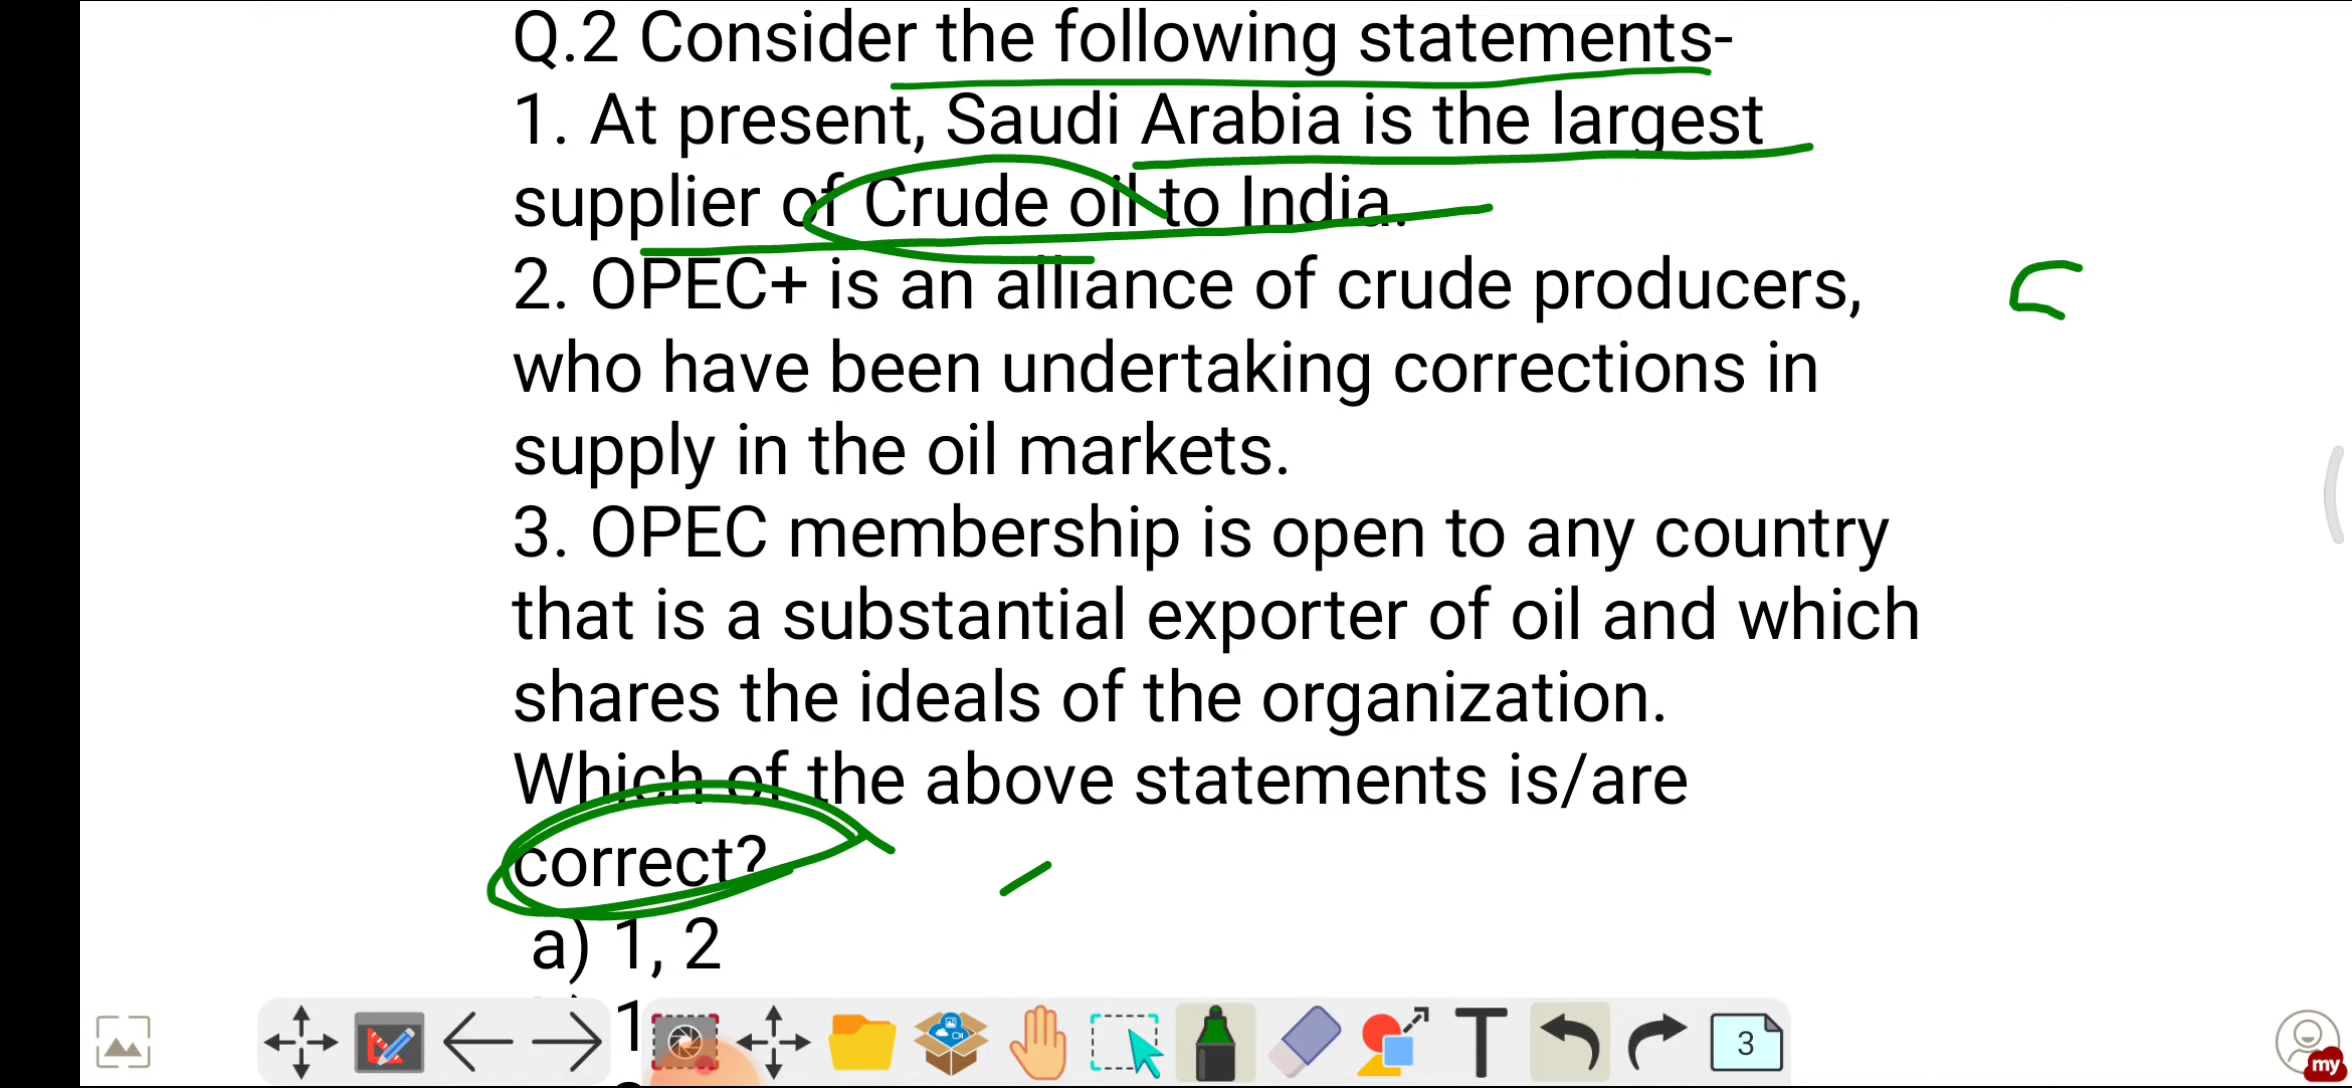 Q.2 Consider the following statements-
1. At present, Saudi Arabia is the largest
supplier of Crude oil to India.
2. OPEC+ is an alliance of crude producers,
who have been undertaking corrections in
supply in the oil markets.
3. OPEC membership is open to any country
that is a substantial exporter of oil and which
shares the ideals of the organization.
Which of the above statements is/are
correct?
a) 1, 2
1
T
3
my